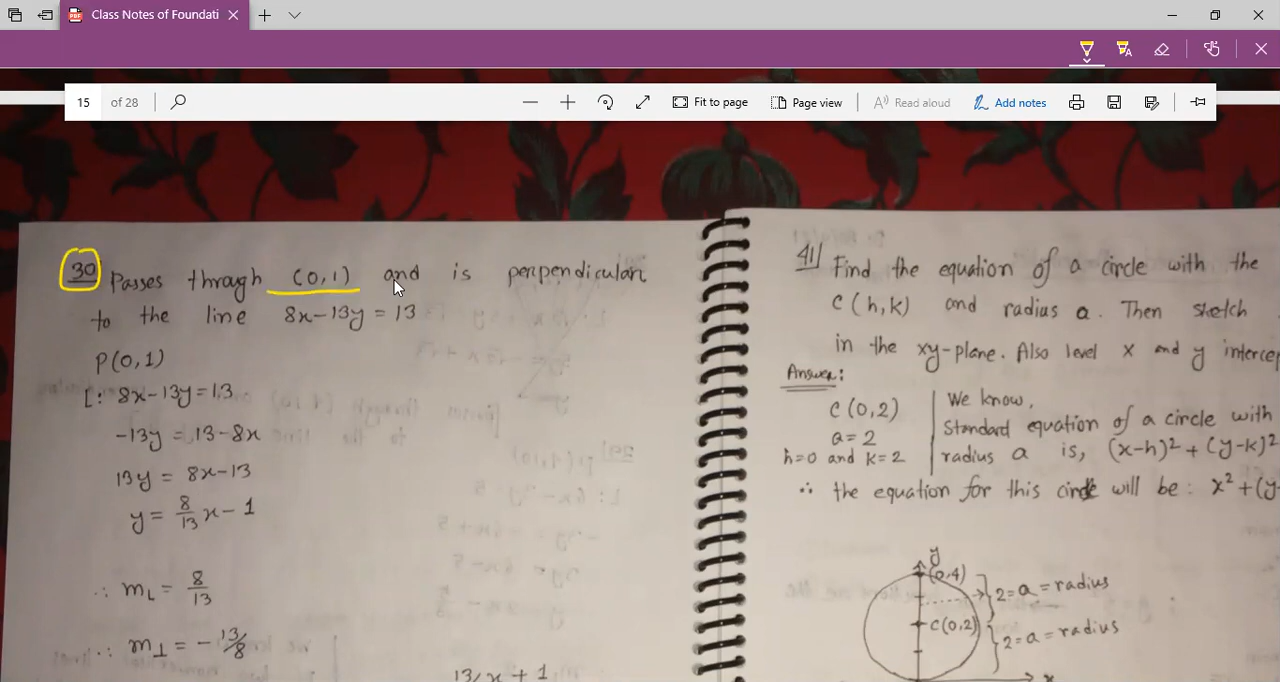 Class Notes of Foundati
15 of 28
Fit to page
Page view
Read aloud
Add notes
30 Passes through (0,1) and is perpendicular
to the line 8x-13y = 13
P(0,1)
L: 8x-13y=13
-13y = 13-8x
13y = 8x-13
y = 8/13 x - 1
∴ m_L = 8/13
∴ m⊥ = - 13/8
13/ x + 1
41) Find the equation of a circle with the
C(h,k) and radius a. Then sketch
in the xy-plane. Also level x and y intercep
Answer:
C(0,2)
a=2
h=0 and k=2
We know,
Standard equation of a circle with
radius a is, (x-h)²+(y-k)²
∴ the equation for this circle will be: x²+(y-
y
(0,4)
2=a=radius
C(0,2)
2=a=radius
x